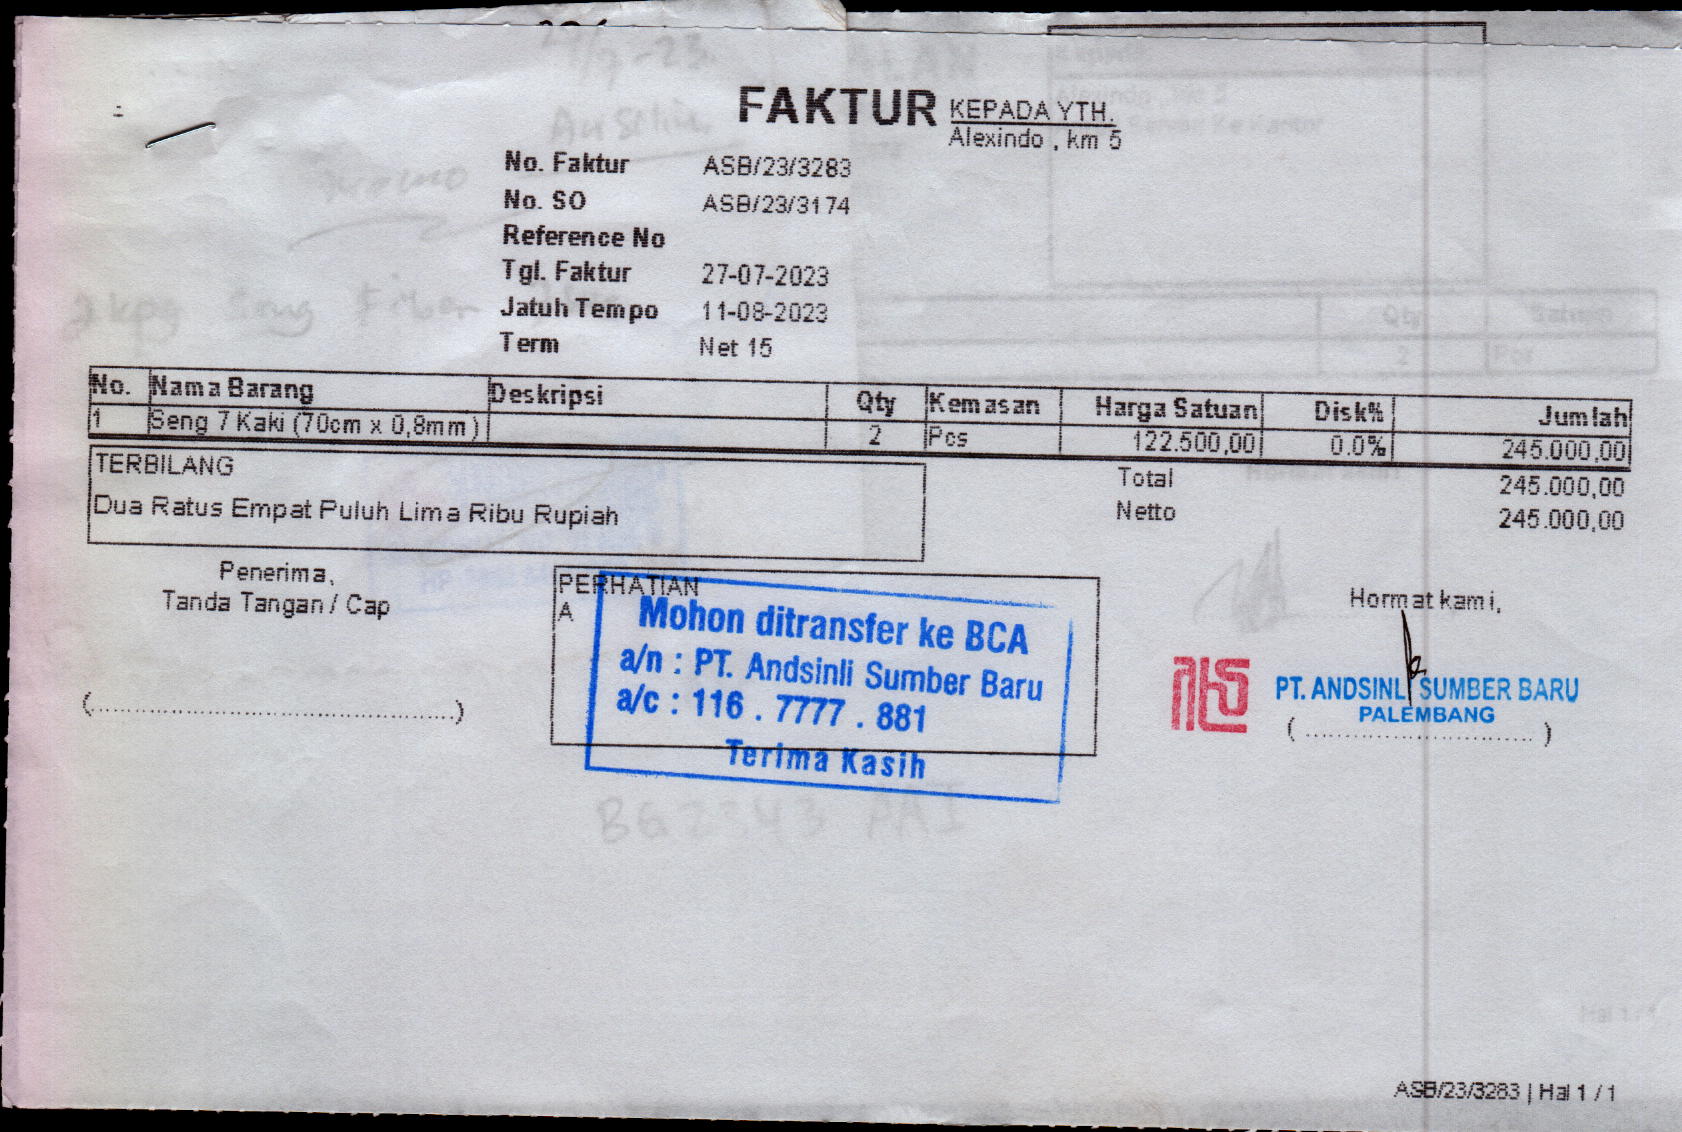 FAKTUR
KEPADA YTH.
Alexindo , km 5
No. Faktur ASB/23/3283
No. SO ASB/23/3174
Reference No
Tgl. Faktur 27-07-2023
Jatuh Tempo 11-08-2023
Term Net 15
No. Nama Barang Deskripsi Qty Kemasan Harga Satuan Disk% Jumlah
1 Seng 7 Kaki (70cm x 0,8mm) 2 Pcs 122.500,00 0.0% 245.000,00
TERBILANG
Dua Ratus Empat Puluh Lima Ribu Rupiah
Total 245.000,00
Netto 245.000,00
Penerima,
Tanda Tangan / Cap
PERHATIAN
A
Mohon ditransfer ke BCA
a/n : PT. Andsinli Sumber Baru
a/c : 116 . 7777 . 881
Terima Kasih
Hormat kami,
PT. ANDSINLI SUMBER BARU
PALEMBANG
ASB/23/3283 | Hal 1 / 1